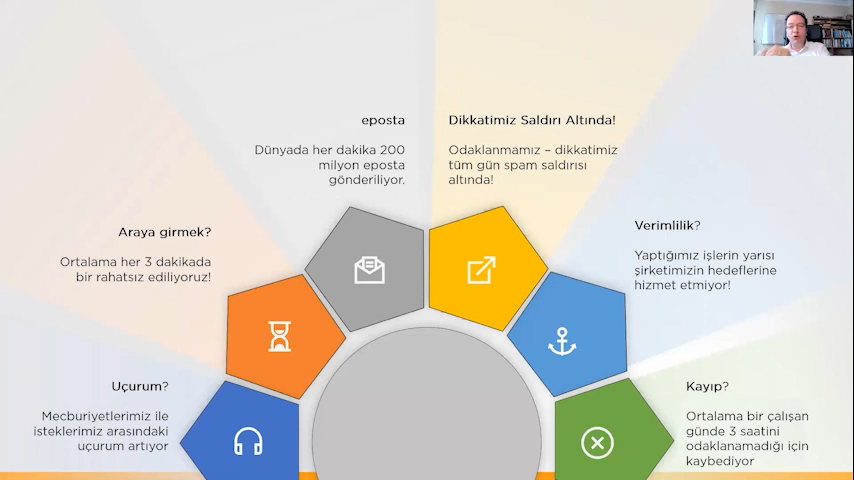 eposta
Dünyada her dakika 200
milyon eposta
gönderiliyor.
Dikkatimiz Saldırı Altında!
Odaklanmamız – dikkatimiz
tüm gün spam saldırısı
altında!
Araya girmek?
Ortalama her 3 dakikada
bir rahatsız ediliyoruz!
Verimlilik?
Yaptığımız işlerin yarısı
şirketimizin hedeflerine
hizmet etmiyor!
Uçurum?
Mecburiyetlerimiz ile
isteklerimiz arasındaki
uçurum artıyor
Kayıp?
Ortalama bir çalışan
günde 3 saatini
odaklanamadığı için
kaybediyor